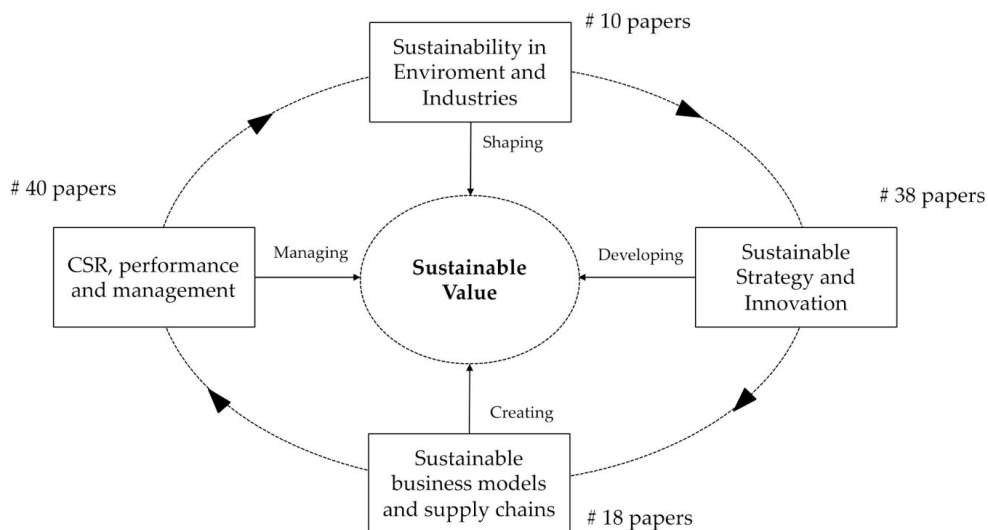 # 10 papers
Sustainability in
Enviroment and
Industries
Shaping
# 40 papers
# 38 papers
CSR, performance
and management
Managing
Sustainable
Value
Developing
Sustainable
Strategy and
Innovation
Creating
Sustainable
business models
and supply chains
# 18 papers